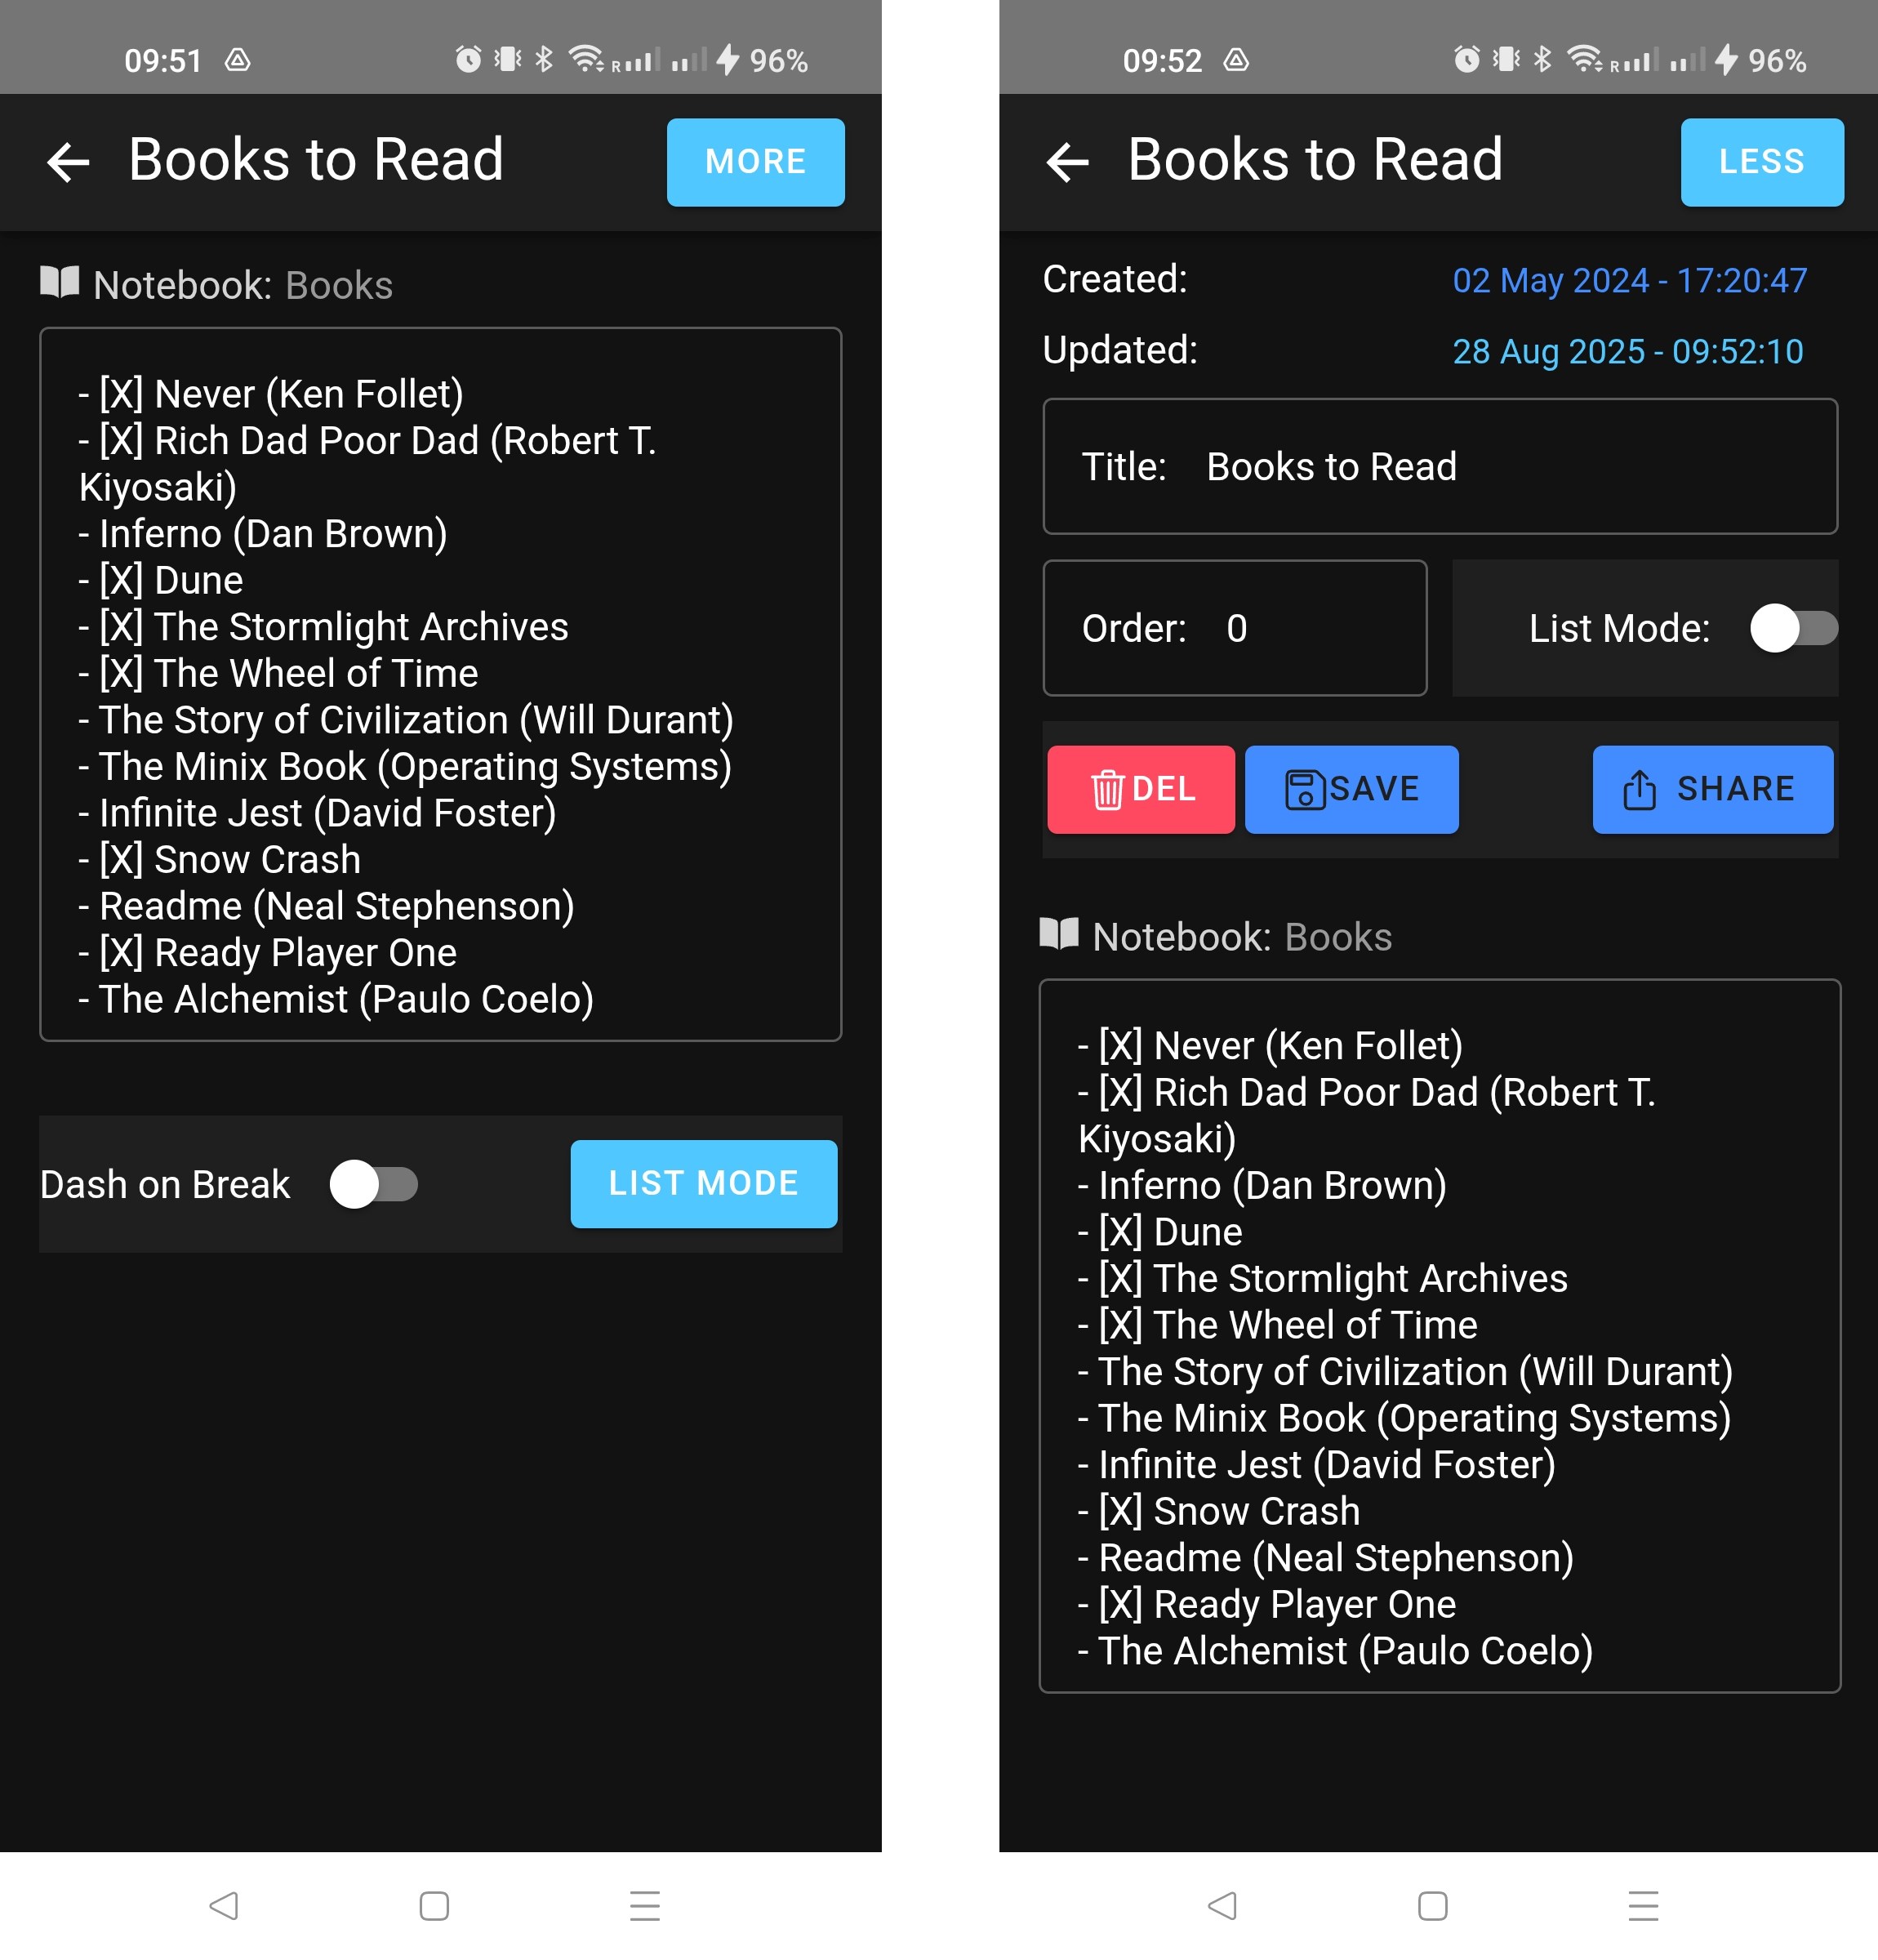 09:51
96%
Books to Read
MORE
Notebook: Books
- [X] Never (Ken Follet)
- [X] Rich Dad Poor Dad (Robert T.
Kiyosaki)
- Inferno (Dan Brown)
- [X] Dune
- [X] The Stormlight Archives
- [X] The Wheel of Time
- The Story of Civilization (Will Durant)
- The Minix Book (Operating Systems)
- Infinite Jest (David Foster)
- [X] Snow Crash
- Readme (Neal Stephenson)
- [X] Ready Player One
- The Alchemist (Paulo Coelo)
Dash on Break
LIST MODE
09:52
R
96%
Books to Read
LESS
Created: 02 May 2024 - 17:20:47
Updated: 28 Aug 2025 - 09:52:10
Title: Books to Read
Order: 0
List Mode:
DEL
SAVE
SHARE
Notebook: Books
- [X] Never (Ken Follet)
- [X] Rich Dad Poor Dad (Robert T.
Kiyosaki)
- Inferno (Dan Brown)
- [X] Dune
- [X] The Stormlight Archives
- [X] The Wheel of Time
- The Story of Civilization (Will Durant)
- The Minix Book (Operating Systems)
- Infinite Jest (David Foster)
- [X] Snow Crash
- Readme (Neal Stephenson)
- [X] Ready Player One
- The Alchemist (Paulo Coelo)